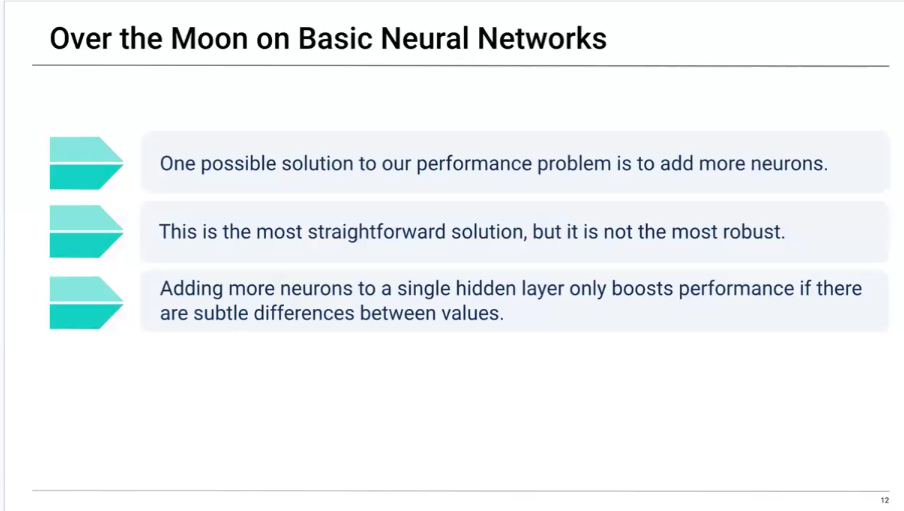 Over the Moon on Basic Neural Networks
One possible solution to our performance problem is to add more neurons.
This is the most straightforward solution, but it is not the most robust.
Adding more neurons to a single hidden layer only boosts performance if there
are subtle differences between values.
12